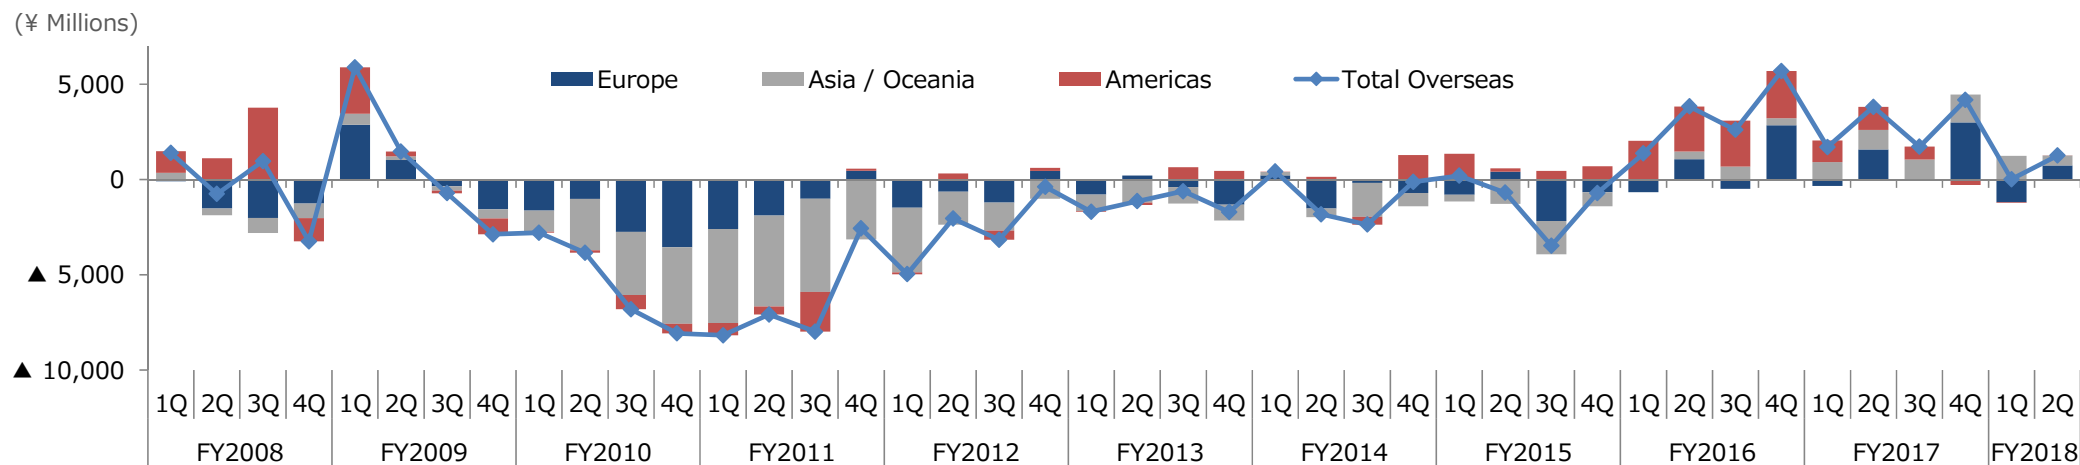 (¥ Millions)
Europe Asia / Oceania Americas Total Overseas
5,000
0
▲ 5,000
▲ 10,000
1Q 2Q 3Q 4Q 1Q 2Q 3Q 4Q 1Q 2Q 3Q 4Q 1Q 2Q 3Q 4Q 1Q 2Q 3Q 4Q 1Q 2Q 3Q 4Q 1Q 2Q 3Q 4Q 1Q 2Q 3Q 4Q 1Q 2Q 3Q 4Q 1Q 2Q 3Q 4Q 1Q 2Q
FY2008 FY2009 FY2010 FY2011 FY2012 FY2013 FY2014 FY2015 FY2016 FY2017 FY2018